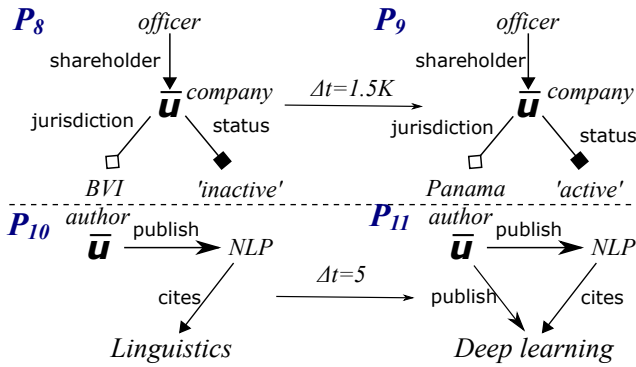 P8 officer
shareholder
ū company
jurisdiction status
BVI 'inactive'
Δt=1.5K
P9 officer
shareholder
ū company
jurisdiction status
Panama 'active'
P10 author
ū publish NLP
cites
Linguistics
Δt=5
P11 author
ū publish NLP
publish cites
Deep learning